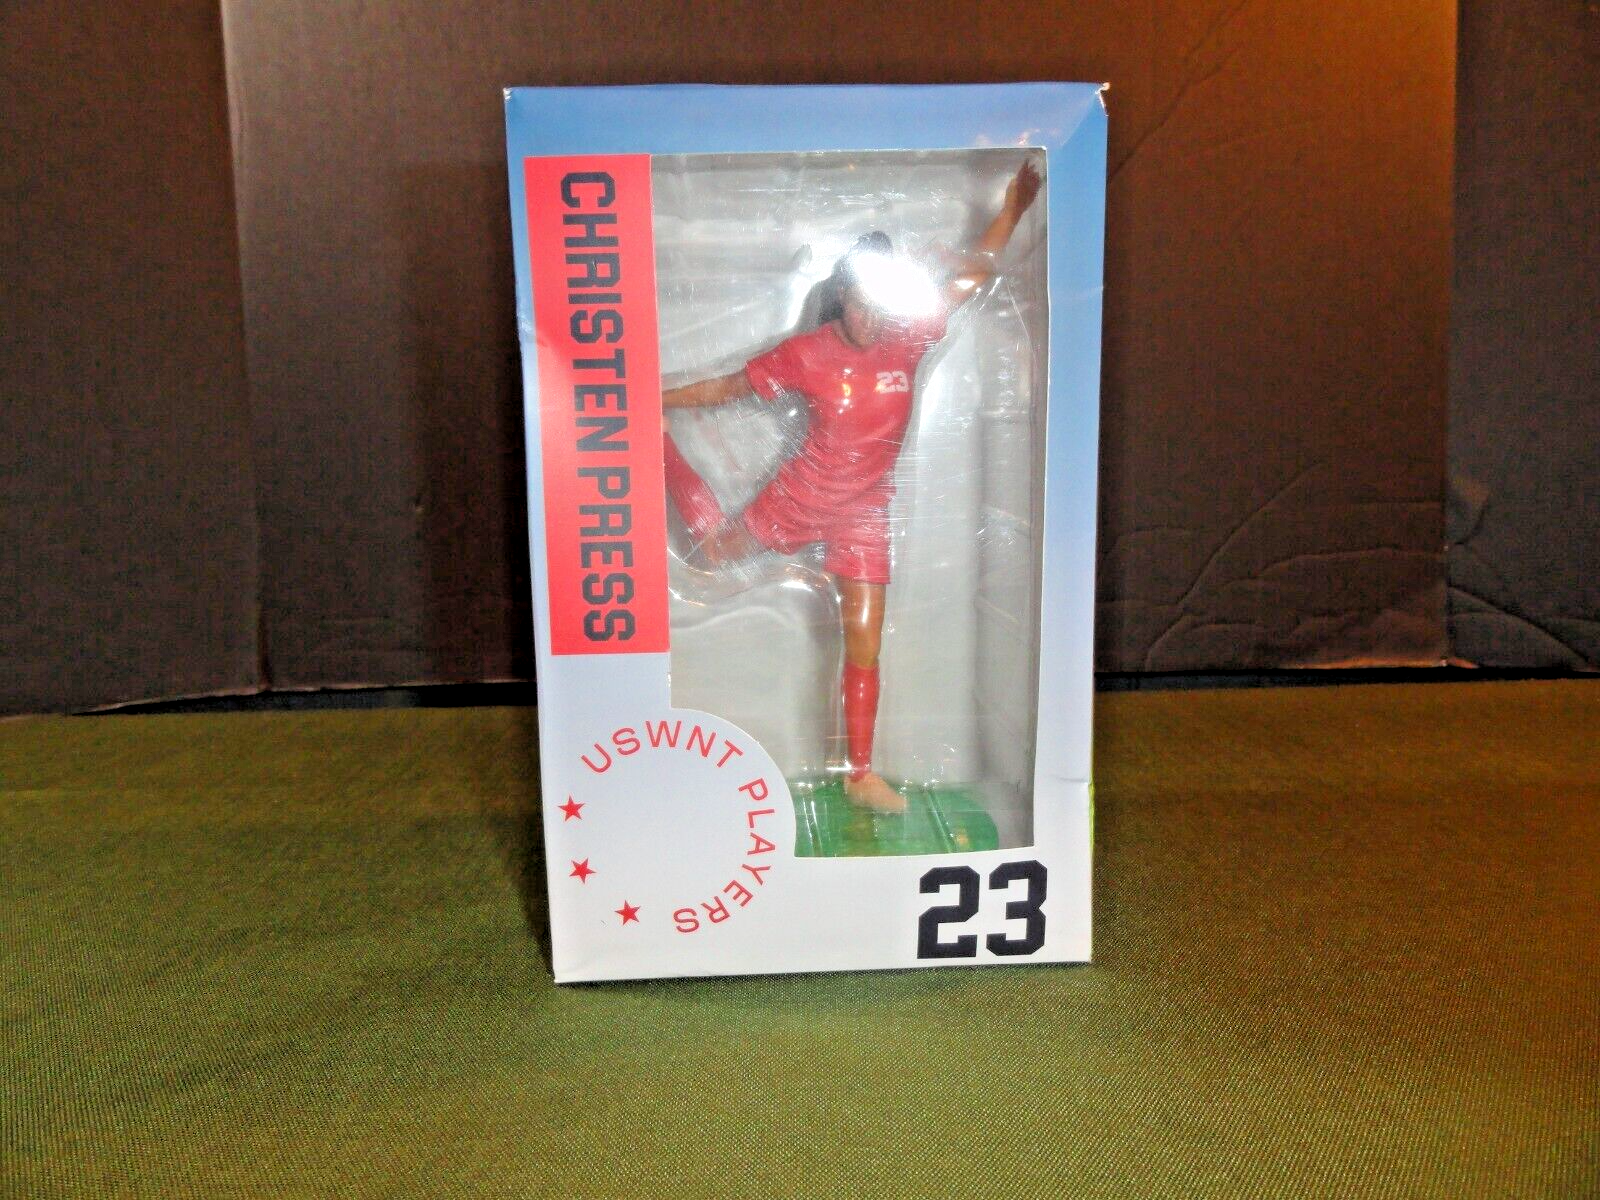 CHRISTEN PRESS
23
USWNT PLAYERS
23